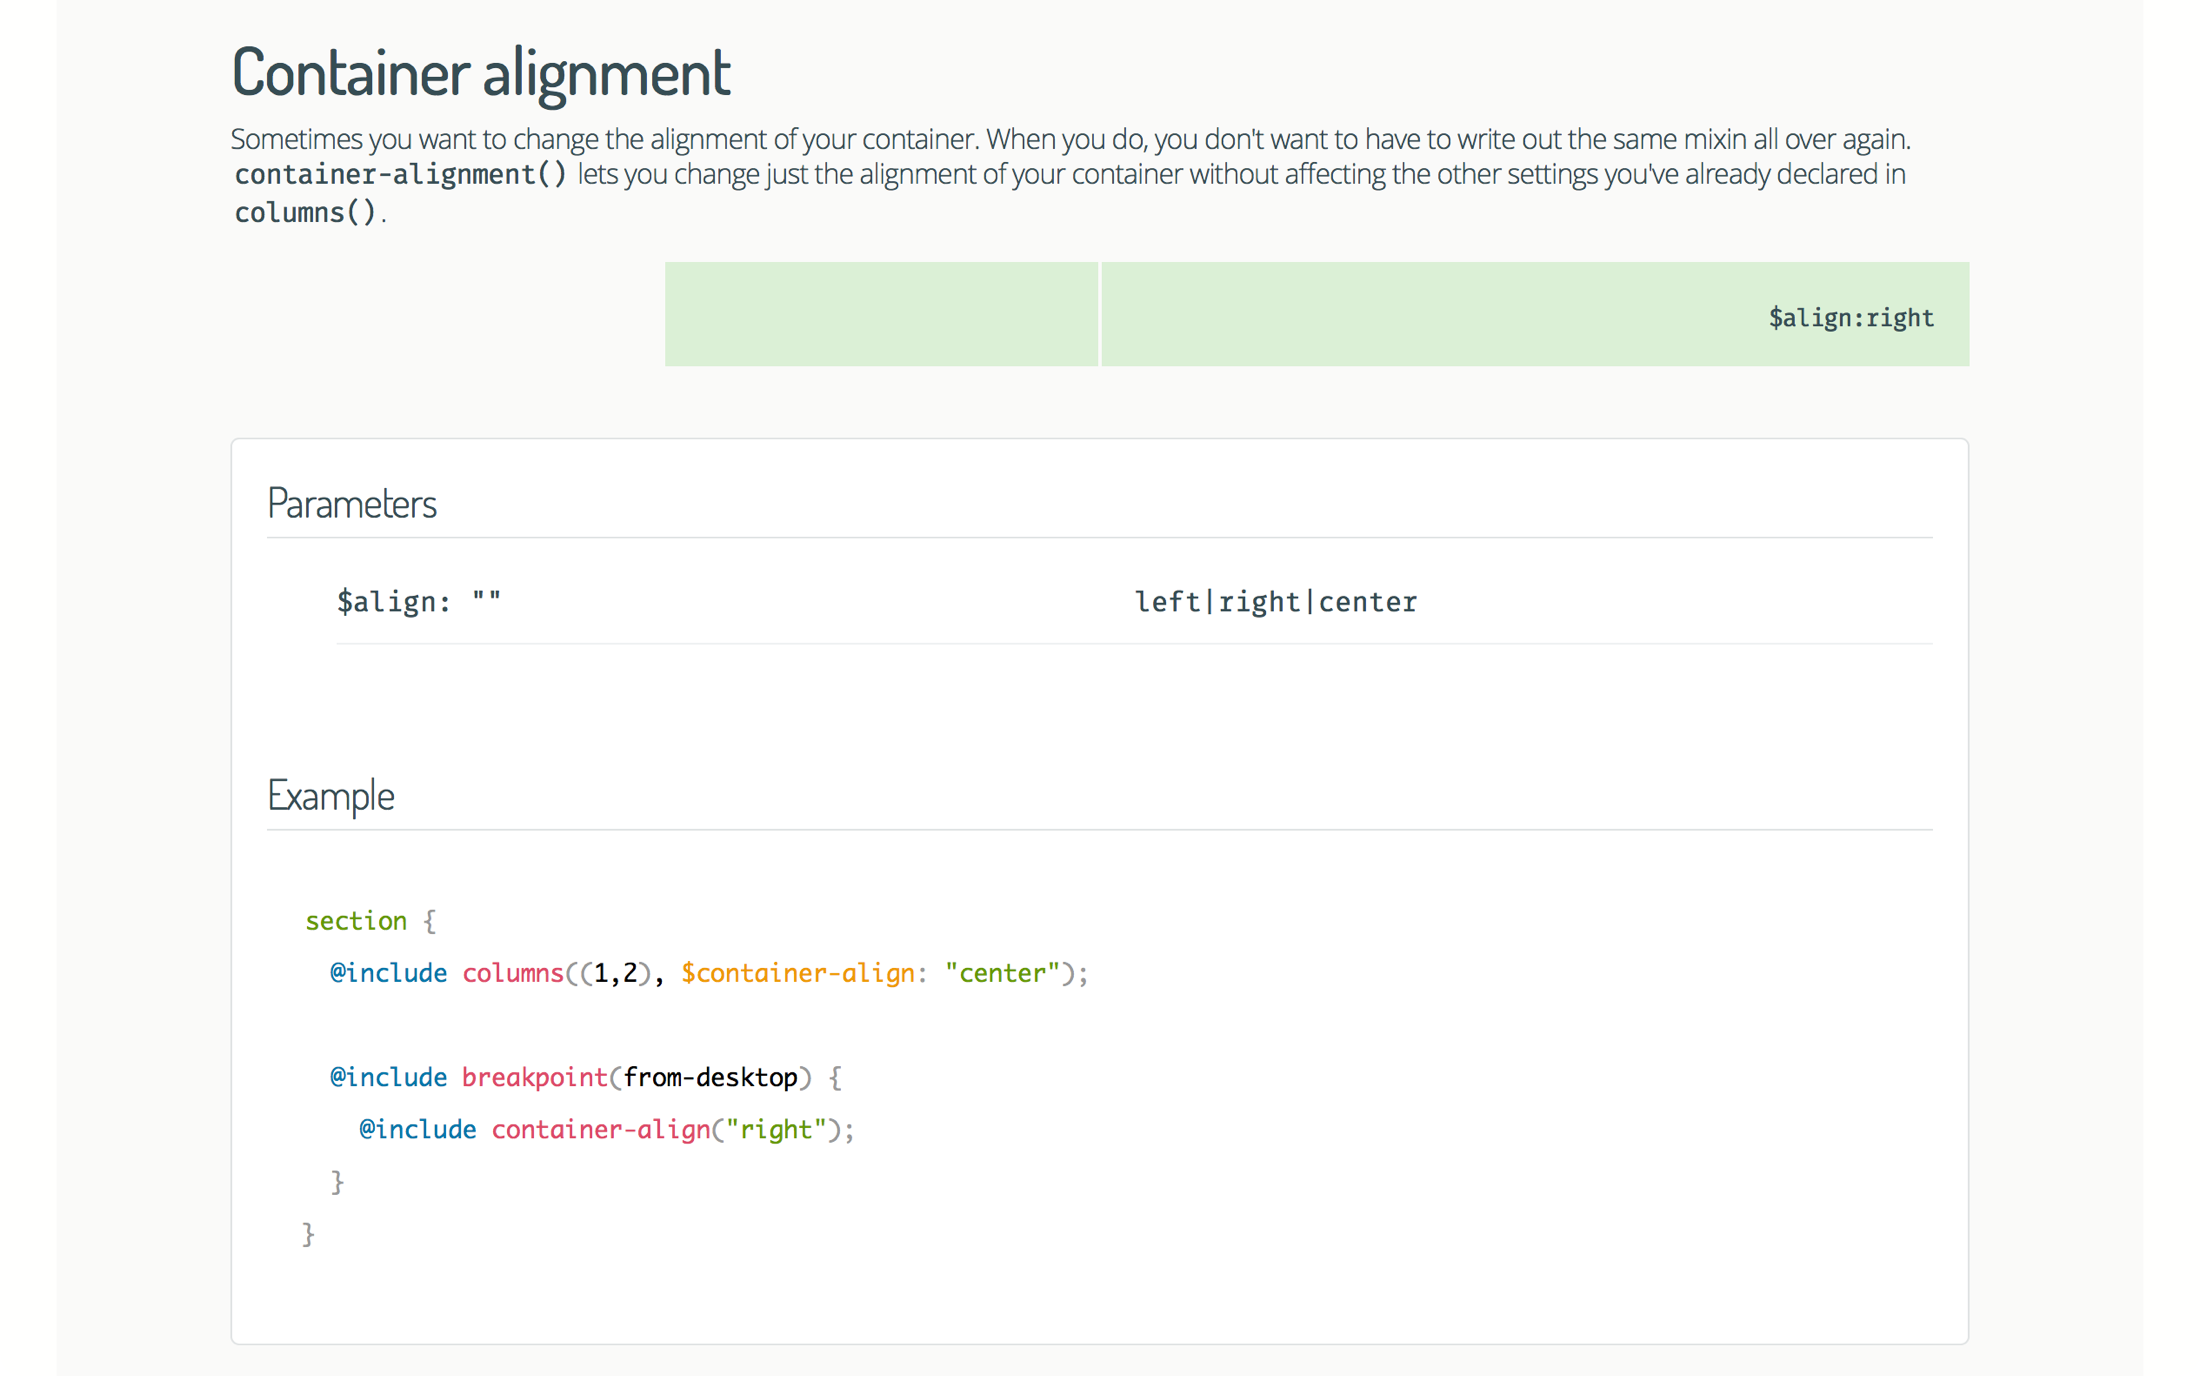 Container alignment
Sometimes you want to change the alignment of your container. When you do, you don't want to have to write out the same mixin all over again.
container-alignment() lets you change just the alignment of your container without affecting the other settings you've already declared in
columns().
$align:right
Parameters
$align: ""
left|right|center
Example
section {
@include columns((1,2), $container-align: "center");
@include breakpoint(from-desktop) {
@include container-align("right");
}
}